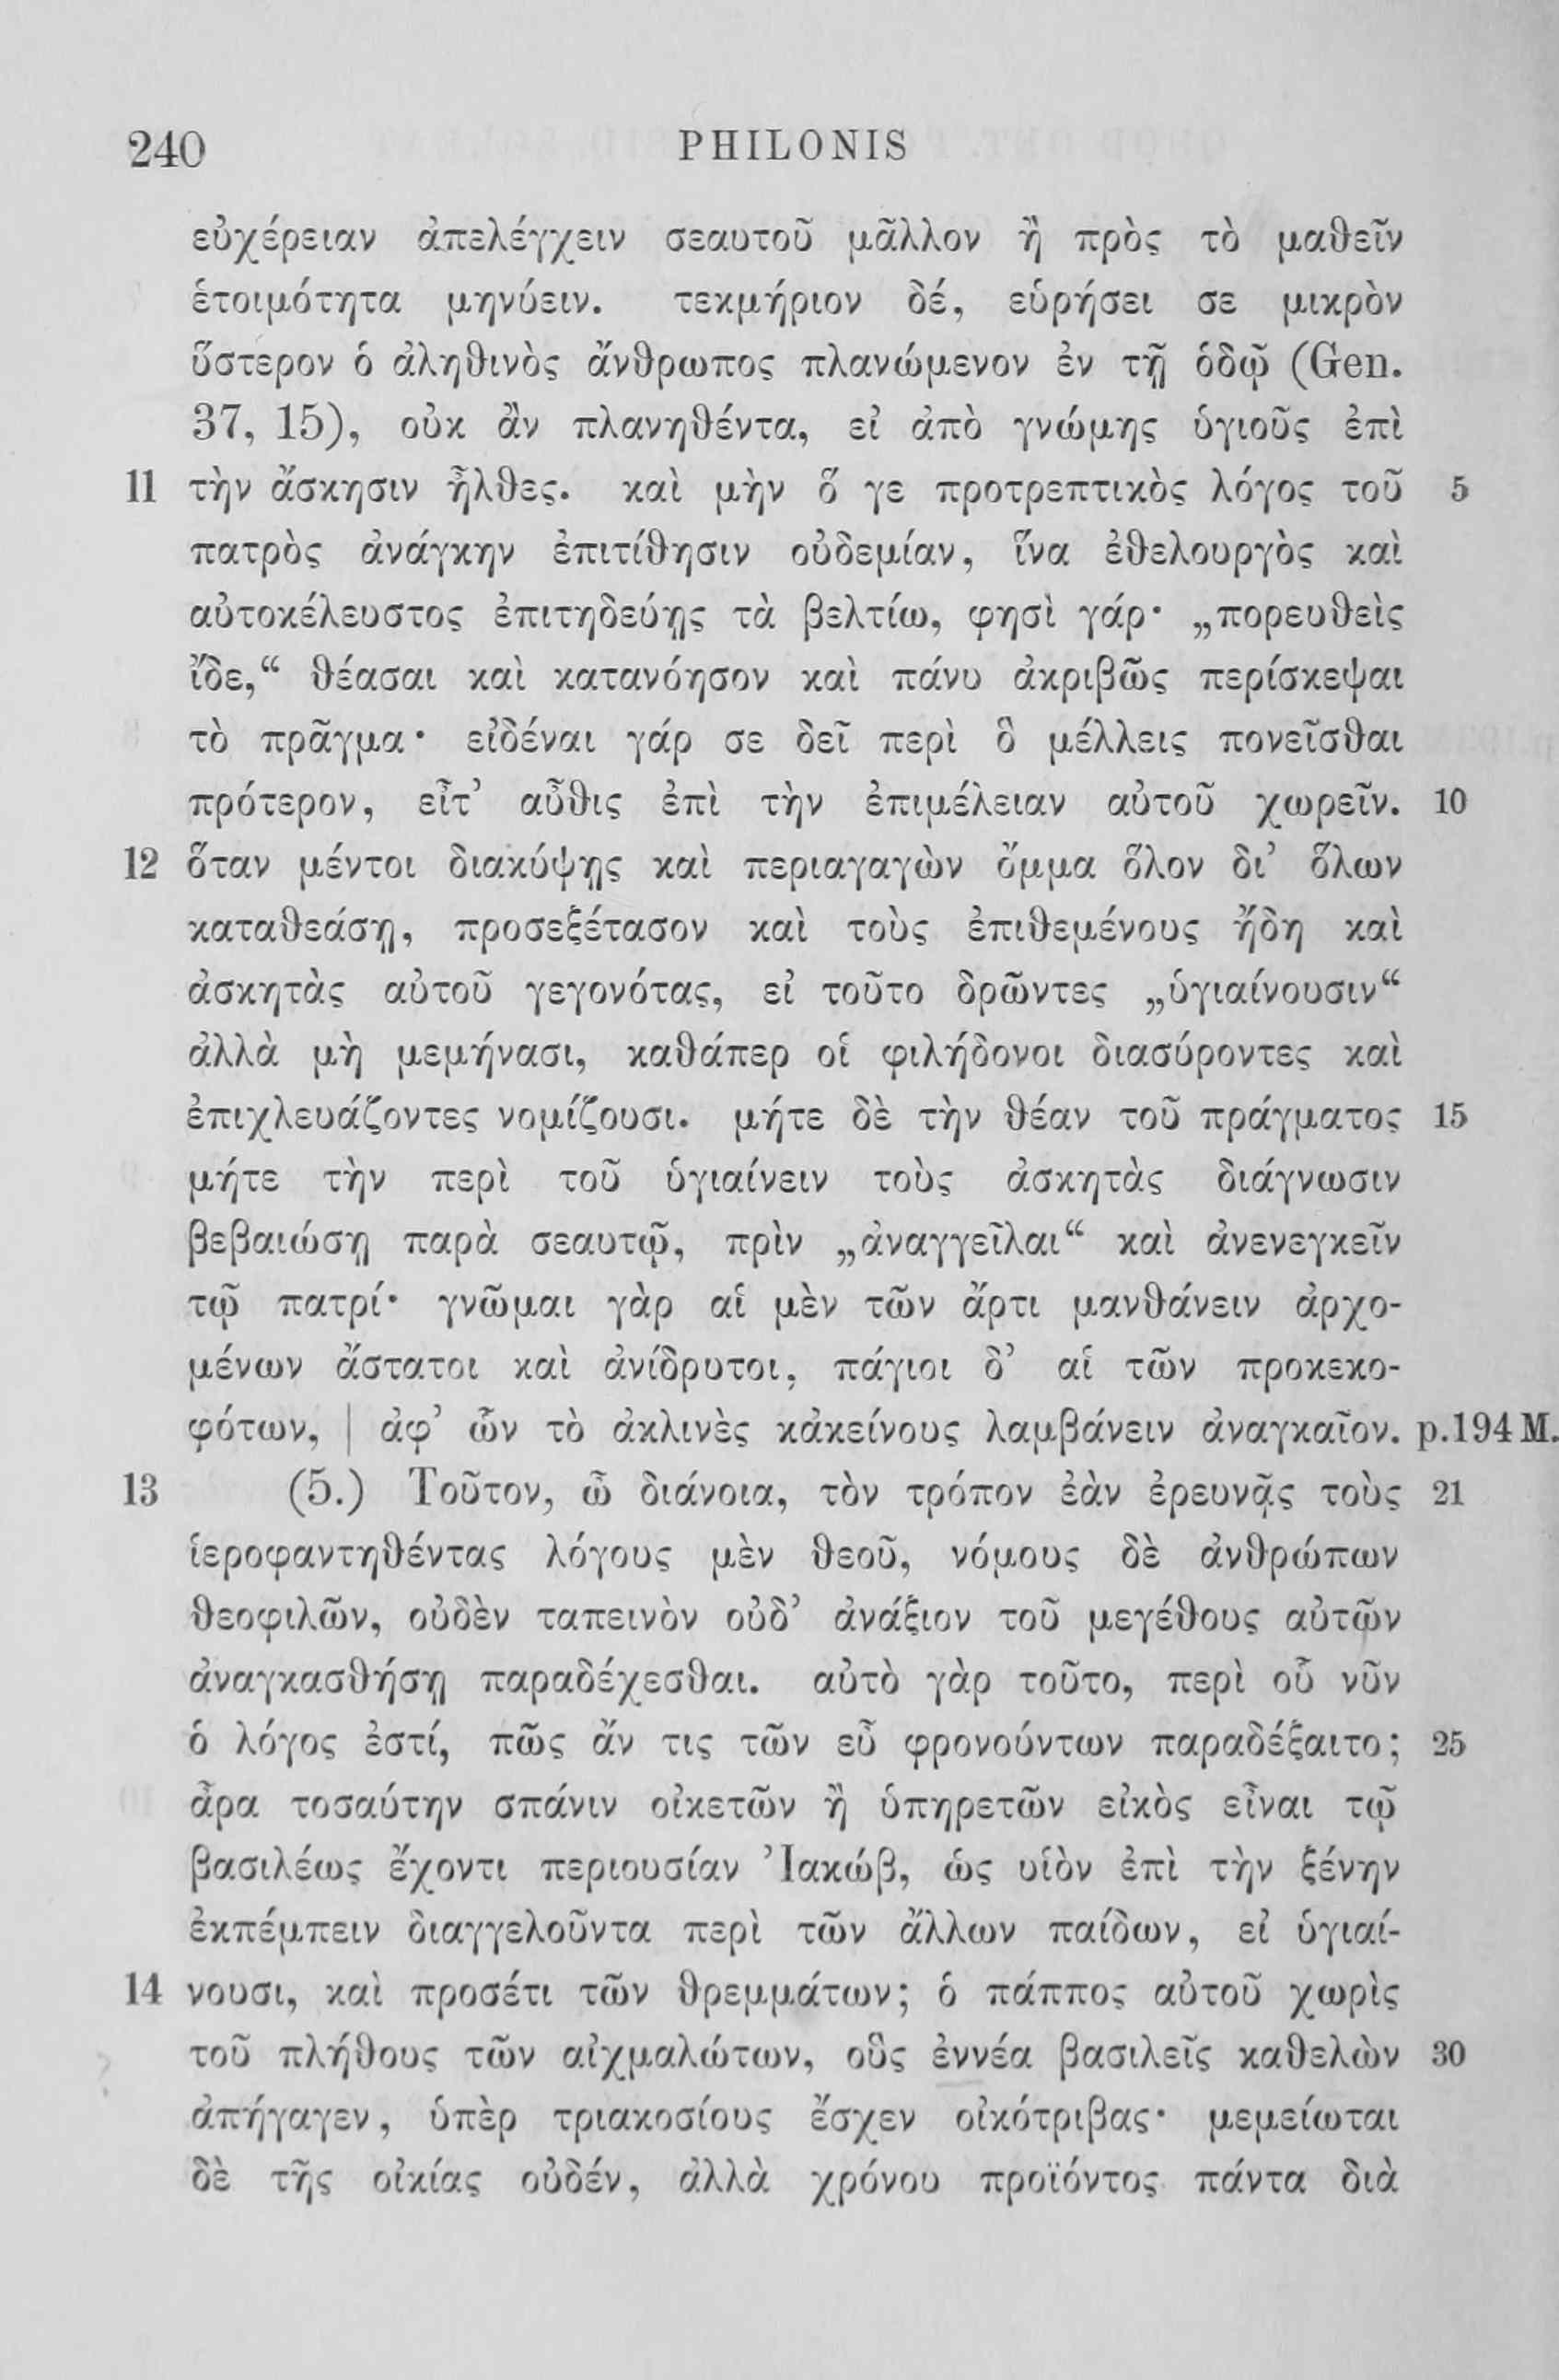 240 PHILONIS
εὐχέρειαν ἀπελέγχειν σεαυτοῦ μᾶλλον ἢ πρὸς τὸ μαθεῖν
ἑτοιμότητα μηνύειν. τεκμήριον δέ, εὑρήσει σε μικρὸν
ὕστερον ὁ ἀληθινὸς ἄνθρωπος πλανώμενον ἐν τῇ ὁδῷ (Gen.
37, 15), οὐκ ἂν πλανηθέντα, εἰ ἀπὸ γνώμης ὑγιοῦς ἐπὶ
11 τὴν ἄσκησιν ἦλθες. καὶ μὴν ὅ γε προτρεπτικὸς λόγος τοῦ 5
πατρὸς ἀνάγκην ἐπιτίθησιν οὐδεμίαν, ἵνα ἐθελουργὸς καὶ
αὐτοκέλευστος ἐπιτηδεύῃς τὰ βελτίω, φησὶ γάρ· „πορευθεὶς
ἴδε,“ θέασαι καὶ κατανόησον καὶ πάνυ ἀκριβῶς περίσκεψαι
τὸ πρᾶγμα· εἰδέναι γάρ σε δεῖ περὶ ὃ μέλλεις πονεῖσθαι
πρότερον, εἶτ’ αὖθις ἐπὶ τὴν ἐπιμέλειαν αὐτοῦ χωρεῖν. 10
12 ὅταν μέντοι διακύψῃς καὶ περιαγαγὼν ὄμμα ὅλον δι’ ὅλων
καταθεάσῃ, προσεξέτασον καὶ τοὺς ἐπιθεμένους ἤδη καὶ
ἀσκητὰς αὐτοῦ γεγονότας, εἰ τοῦτο δρῶντες „ὑγιαίνουσιν“
ἀλλὰ μὴ μεμήνασι, καθάπερ οἱ φιλήδονοι διασύροντες καὶ
ἐπιχλευάζοντες νομίζουσι. μήτε δὲ τὴν θέαν τοῦ πράγματος 15
μήτε τὴν περὶ τοῦ ὑγιαίνειν τοὺς ἀσκητὰς διάγνωσιν
βεβαιώσῃ παρὰ σεαυτῷ, πρὶν „ἀναγγεῖλαι“ καὶ ἀνενεγκεῖν
τῷ πατρί· γνῶμαι γὰρ αἱ μὲν τῶν ἄρτι μανθάνειν ἀρχο-
μένων ἄστατοι καὶ ἀνίδρυτοι, πάγιοι δ’ αἱ τῶν προκεκο-
φότων, | ἀφ’ ὧν τὸ ἀκλινὲς κἀκείνους λαμβάνειν ἀναγκαῖον. p.194 M.
13 (5.) Τοῦτον, ὦ διάνοια, τὸν τρόπον ἐὰν ἐρευνᾷς τοὺς 21
ἱεροφαντηθέντας λόγους μὲν θεοῦ, νόμους δὲ ἀνθρώπων
θεοφιλῶν, οὐδὲν ταπεινὸν οὐδ’ ἀνάξιον τοῦ μεγέθους αὐτῶν
ἀναγκασθήσῃ παραδέχεσθαι. αὐτὸ γὰρ τοῦτο, περὶ οὗ νῦν
ὁ λόγος ἐστί, πῶς ἄν τις τῶν εὖ φρονούντων παραδέξαιτο; 25
ἆρα τοσαύτην σπάνιν οἰκετῶν ἢ ὑπηρετῶν εἰκὸς εἶναι τῷ
βασιλέως ἔχοντι περιουσίαν Ἰακώβ, ὡς υἱὸν ἐπὶ τὴν ξένην
ἐκπέμπειν διαγγελοῦντα περὶ τῶν ἄλλων παίδων, εἰ ὑγιαί-
14 νουσι, καὶ προσέτι τῶν θρεμμάτων; ὁ πάππος αὐτοῦ χωρὶς
τοῦ πλήθους τῶν αἰχμαλώτων, οὓς ἐννέα βασιλεῖς καθελὼν 30
ἀπήγαγεν, ὑπὲρ τριακοσίους ἔσχεν οἰκότριβας· μεμείωται
δὲ τῆς οἰκίας οὐδέν, ἀλλὰ χρόνου προϊόντος πάντα διὰ